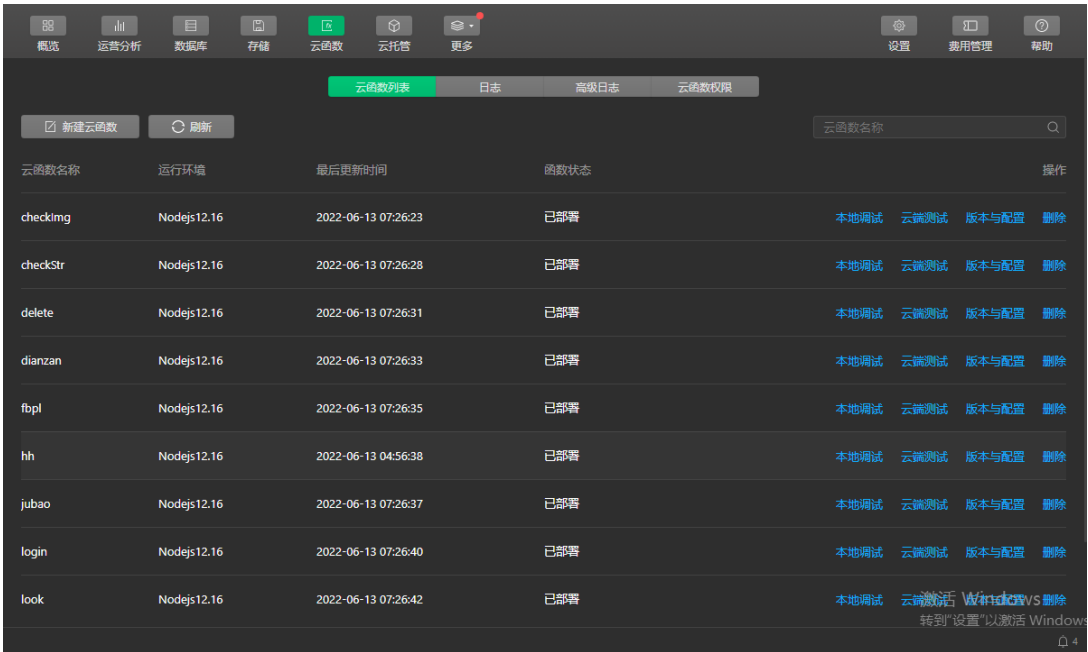 概览 运营分析 数据库 存储 云函数 云托管 更多 设置 费用管理 帮助
云函数列表 日志 高级日志 云函数权限
新建云函数 刷新 云函数名称
云函数名称 运行环境 最后更新时间 函数状态 操作
checkImg Nodejs12.16 2022-06-13 07:26:23 已部署 本地调试 云端测试 版本与配置 删除
checkStr Nodejs12.16 2022-06-13 07:26:28 已部署 本地调试 云端测试 版本与配置 删除
delete Nodejs12.16 2022-06-13 07:26:31 已部署 本地调试 云端测试 版本与配置 删除
dianzan Nodejs12.16 2022-06-13 07:26:33 已部署 本地调试 云端测试 版本与配置 删除
fbpl Nodejs12.16 2022-06-13 07:26:35 已部署 本地调试 云端测试 版本与配置 删除
hh Nodejs12.16 2022-06-13 04:56:38 已部署 本地调试 云端测试 版本与配置 删除
jubao Nodejs12.16 2022-06-13 07:26:37 已部署 本地调试 云端测试 版本与配置 删除
login Nodejs12.16 2022-06-13 07:26:40 已部署 本地调试 云端测试 版本与配置 删除
look Nodejs12.16 2022-06-13 07:26:42 已部署 本地调试 云端测试 版本与配置 删除
激活 Windows
转到"设置"以激活 Windows
4